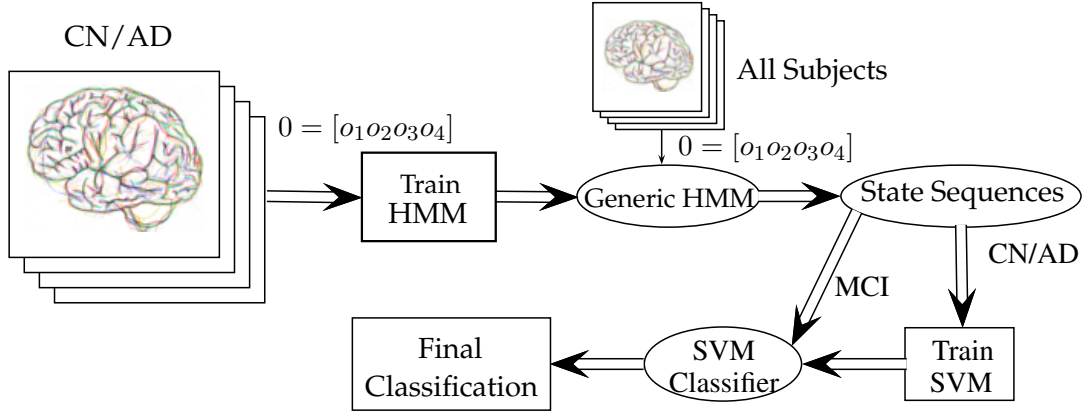 CN/AD
All Subjects
0 = [o₁o₂o₃o₄]
0 = [o₁o₂o₃o₄]
Train
HMM
Generic HMM
State Sequences
CN/AD
MCI
Final
Classification
SVM
Classifier
Train
SVM